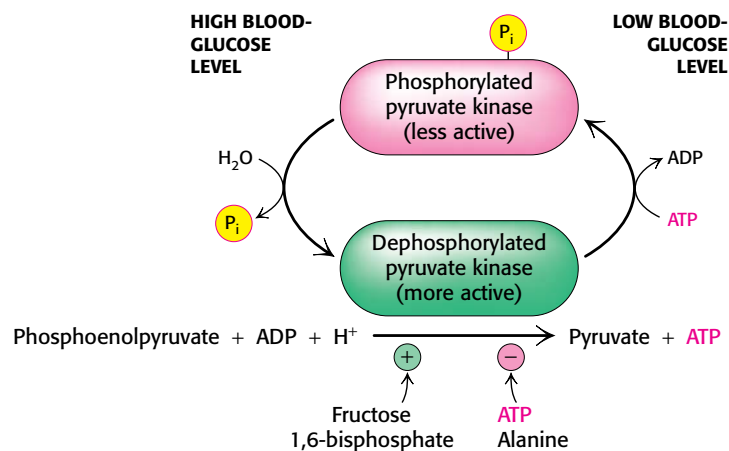 HIGH BLOOD-
GLUCOSE
LEVEL
Pi
LOW BLOOD-
GLUCOSE
LEVEL
Phosphorylated
pyruvate kinase
(less active)
H₂O
Pi
ADP
ATP
Dephosphorylated
pyruvate kinase
(more active)
Phosphoenolpyruvate + ADP + H⁺
Pyruvate + ATP
+
−
Fructose
1,6-bisphosphate
ATP
Alanine